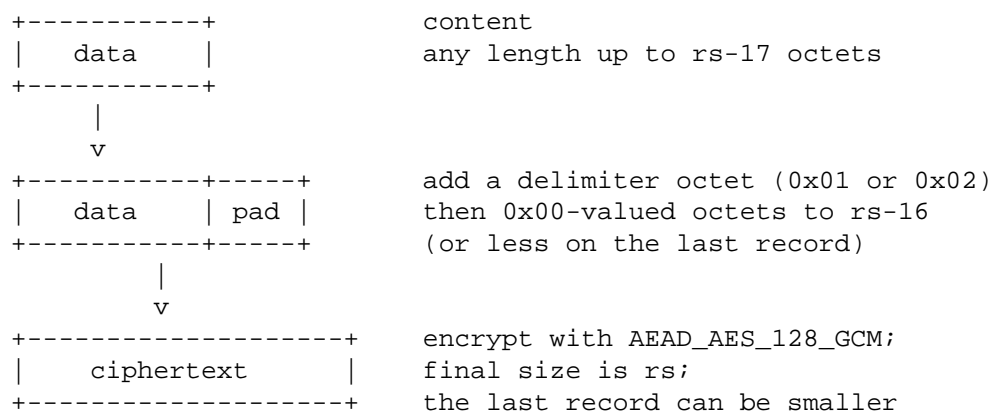 +-----------+ content
| data | any length up to rs-17 octets
+-----------+
|
v
+-----------+-----+ add a delimiter octet (0x01 or 0x02)
| data | pad | then 0x00-valued octets to rs-16
+-----------+-----+ (or less on the last record)
|
v
+--------------------+ encrypt with AEAD_AES_128_GCM;
| ciphertext | final size is rs;
+--------------------+ the last record can be smaller